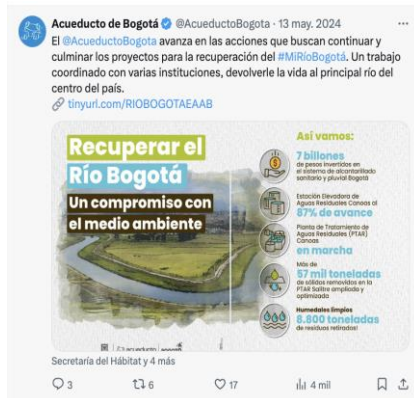 Acueducto de Bogotá @AcueductoBogota · 13 may. 2024
El @AcueductoBogota avanza en las acciones que buscan continuar y
culminar los proyectos para la recuperación del #MiRíoBogotá. Un trabajo
coordinado con varias instituciones, devolverle la vida al principal río del
centro del país.
tinyurl.com/RIOBOGOTAEAAB
Recuperar el
Río Bogotá
Un compromiso con
el medio ambiente
Así vamos:
7 billones
de pesos invertidos en
el sistema de alcantarillado
sanitario y pluvial Bogotá
Estación Elevadora de
Aguas Residuales Canoas al
87% de avance
Planta de Tratamiento de
Aguas Residuales (PTAR)
Canoas
en marcha
Más de
57 mil toneladas
de sólidos removidos en la
PTAR Salitre ampliada y
optimizada
Humedales limpios
8.800 toneladas
de residuos retirados!
acueducto
Secretaría del Hábitat y 4 más
3 6 17 4 mil